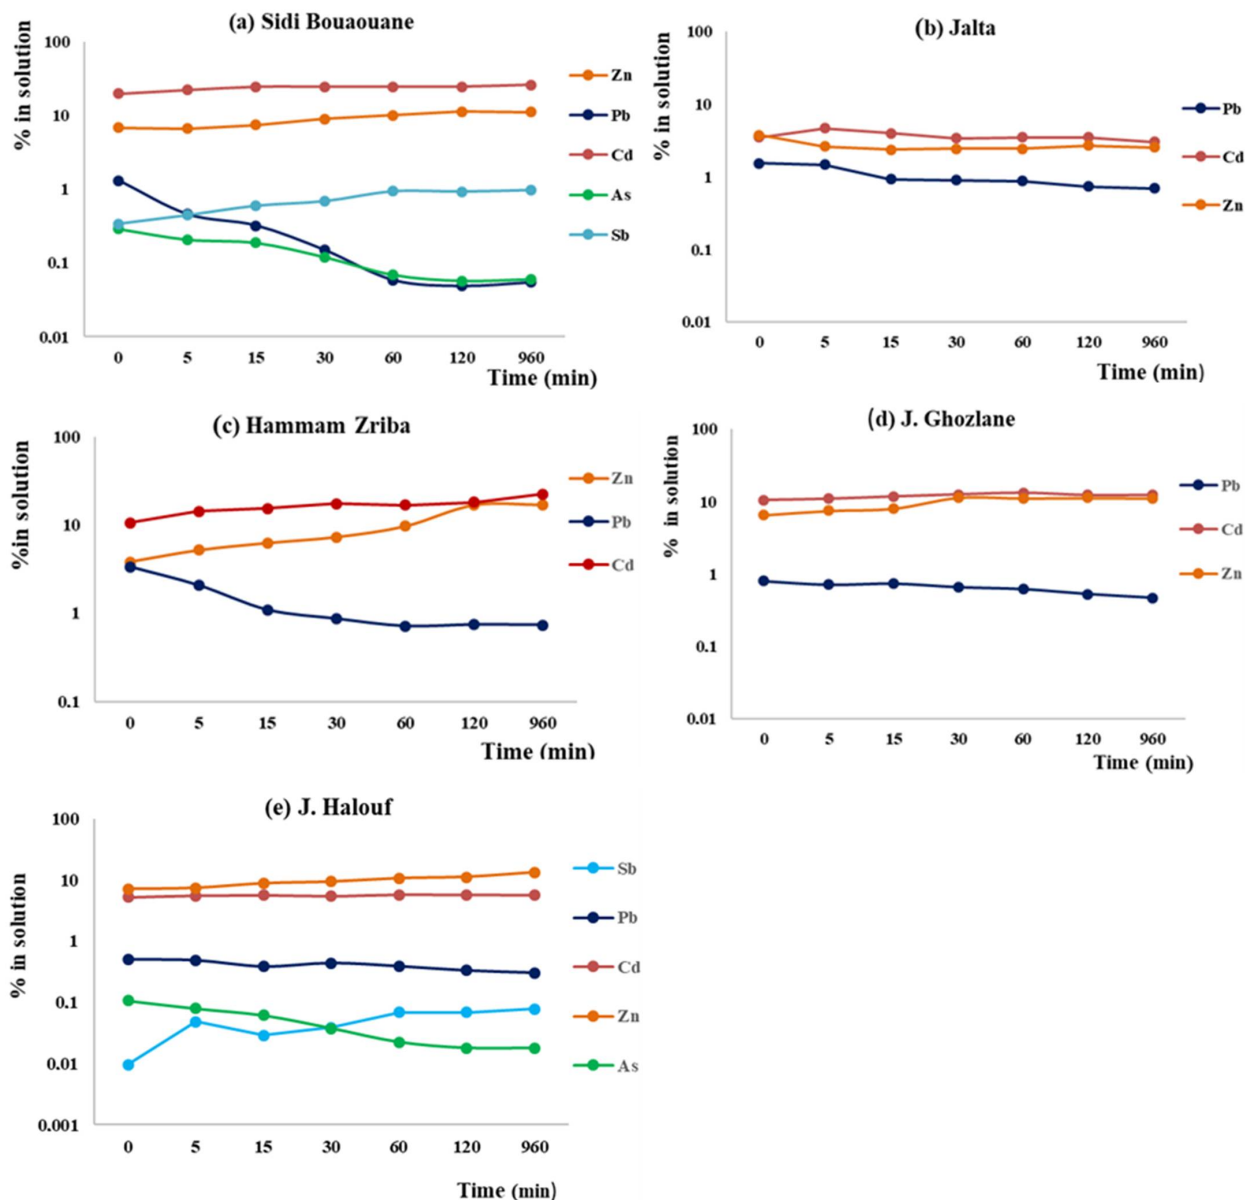 (a) Sidi Bouaouane
% in solution
100
10
1
0.1
0.01
0 5 15 30 60 120 960
Time (min)
Zn
Pb
Cd
As
Sb
(b) Jalta
% in solution
100
10
1
0.1
0.01
0 5 15 30 60 120 960
Time (min)
Pb
Cd
Zn
(c) Hammam Zriba
%in solution
100
10
1
0.1
0 5 15 30 60 120 960
Time (min)
Zn
Pb
Cd
(d) J. Ghozlane
% in solution
100
10
1
0.1
0.01
0 5 15 30 60 120 960
Time (min)
Pb
Cd
Zn
(e) J. Halouf
% in solution
100
10
1
0.1
0.01
0.001
0 5 15 30 60 120 960
Time (min)
Sb
Pb
Cd
Zn
As